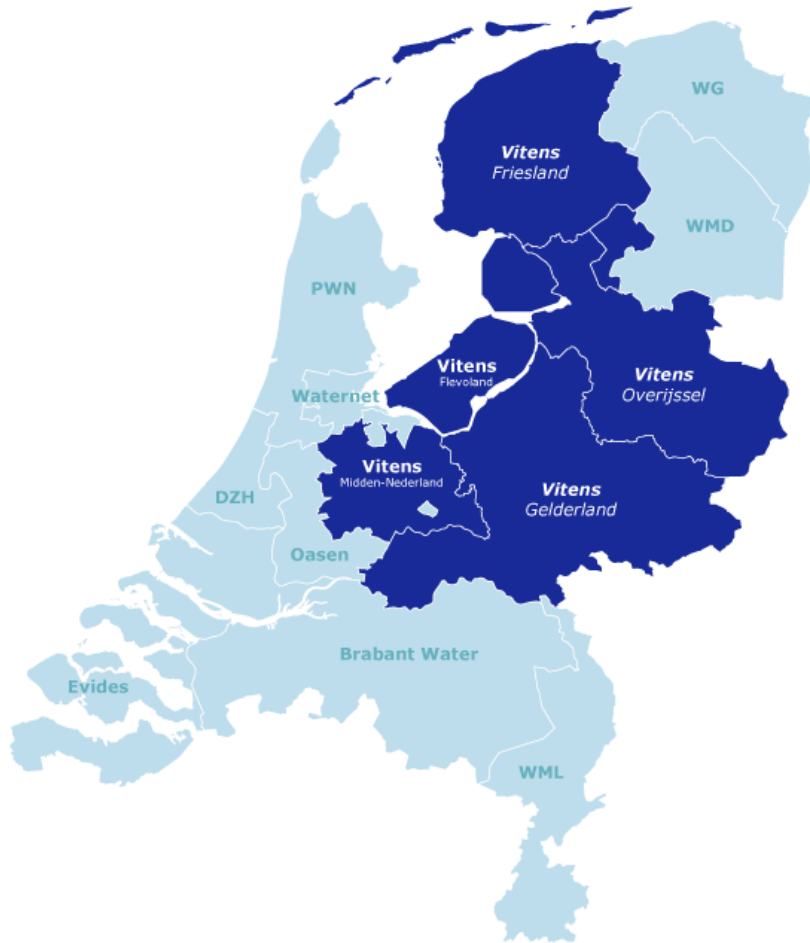 WG
Vitens
Friesland
WMD
PWN
Vitens
Flevoland
Vitens
Overijssel
Waternet
Vitens
Midden-Nederland
Vitens
Gelderland
DZH
Oasen
Brabant Water
Evides
WML